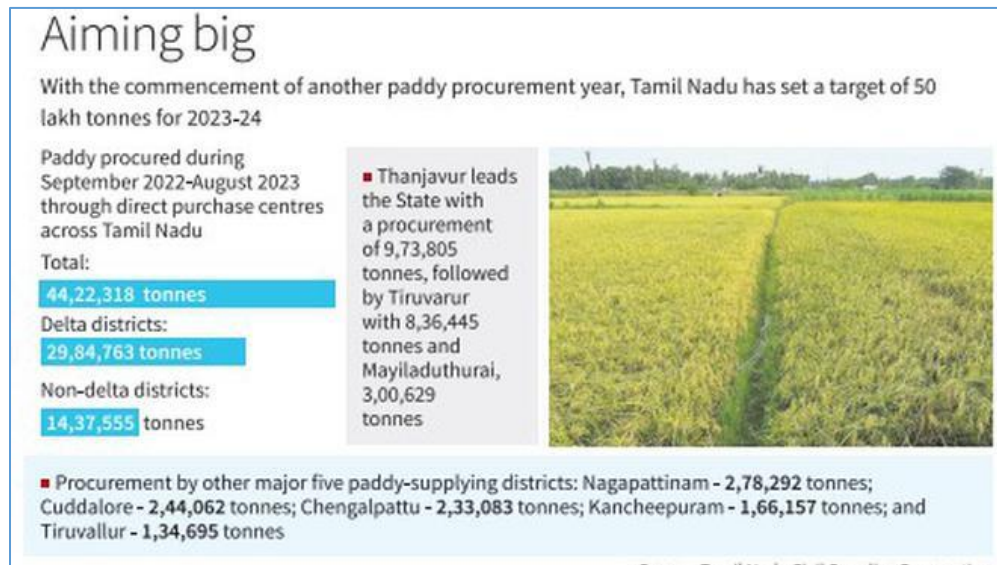 Aiming big
With the commencement of another paddy procurement year, Tamil Nadu has set a target of 50
lakh tonnes for 2023-24
Paddy procured during
September 2022-August 2023
through direct purchase centres
across Tamil Nadu
Total:
44,22,318 tonnes
Delta districts:
29,84,763 tonnes
Non-delta districts:
14,37,555 tonnes
■ Thanjavur leads
the State with
a procurement
of 9,73,805
tonnes, followed
by Tiruvarur
with 8,36,445
tonnes and
Mayiladuthurai,
3,00,629
tonnes
■ Procurement by other major five paddy-supplying districts: Nagapattinam - 2,78,292 tonnes;
Cuddalore - 2,44,062 tonnes; Chengalpattu - 2,33,083 tonnes; Kancheepuram - 1,66,157 tonnes; and
Tiruvallur - 1,34,695 tonnes